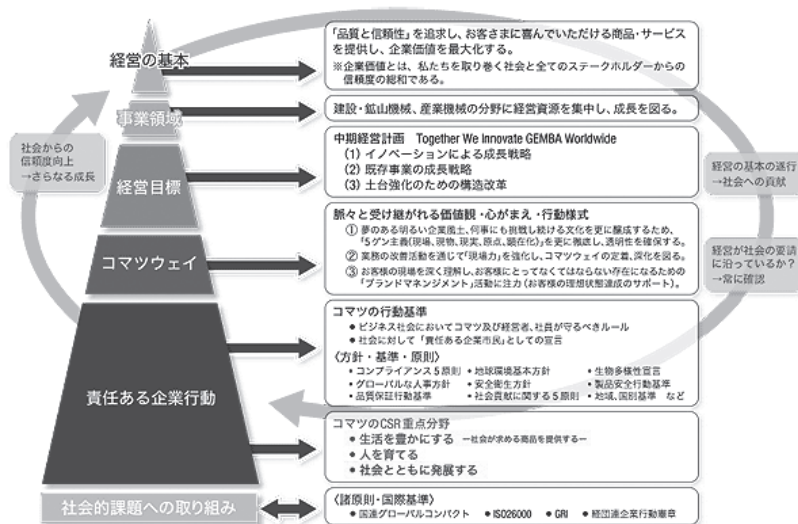 経営の基本
「品質と信頼性」を追求し、お客さまに喜んでいただける商品・サービス
を提供し、企業価値を最大化する。
※企業価値とは、私たちを取り巻く社会と全てのステークホルダーからの
信頼度の総和である。
事業領域
建設・鉱山機械、産業機械の分野に経営資源を集中し、成長を図る。
社会からの
信頼度向上
→さらなる成長
経営目標
中期経営計画 Together We Innovate GEMBA Worldwide
(1) イノベーションによる成長戦略
(2) 既存事業の成長戦略
(3) 土台強化のための構造改革
経営の基本の遂行
→社会への貢献
コマツウェイ
脈々と受け継がれる価値観・心がまえ・行動様式
① 夢のある明るい企業風土、何事にも挑戦し続ける文化を更に醸成するため、
「5ゲン主義(現場、現物、現実、原点、顕在化)」を更に徹底し、透明性を確保する。
② 業務の改善活動を通じて「現場力」を強化し、コマツウェイの定着、深化を図る。
③ お客様の現場を深く理解し、お客様にとってなくてはならない存在になるための
「ブランドマネンジメント」活動に注力(お客様の理想状態達成のサポート)。
経営が社会の要請
に沿っているか?
→常に確認
責任ある企業行動
コマツの行動基準
● ビジネス社会においてコマツ及び経営者、社員が守るべきルール
● 社会に対して「責任ある企業市民」としての宣言
〈方針・基準・原則〉
・コンプライアンス5原則 ・地球環境基本方針 ・生物多様性宣言
・グローバルな人事方針 ・安全衛生方針 ・製品安全行動基準
・品質保証行動基準 ・社会貢献に関する5原則 ・地域、国別基準 など
コマツのCSR重点分野
● 生活を豊かにする ―社会が求める商品を提供する―
● 人を育てる
● 社会とともに発展する
社会的課題への取り組み
〈諸原則・国際基準〉
● 国連グローバルコンパクト ● ISO26000 ● GRI ● 経団連企業行動憲章